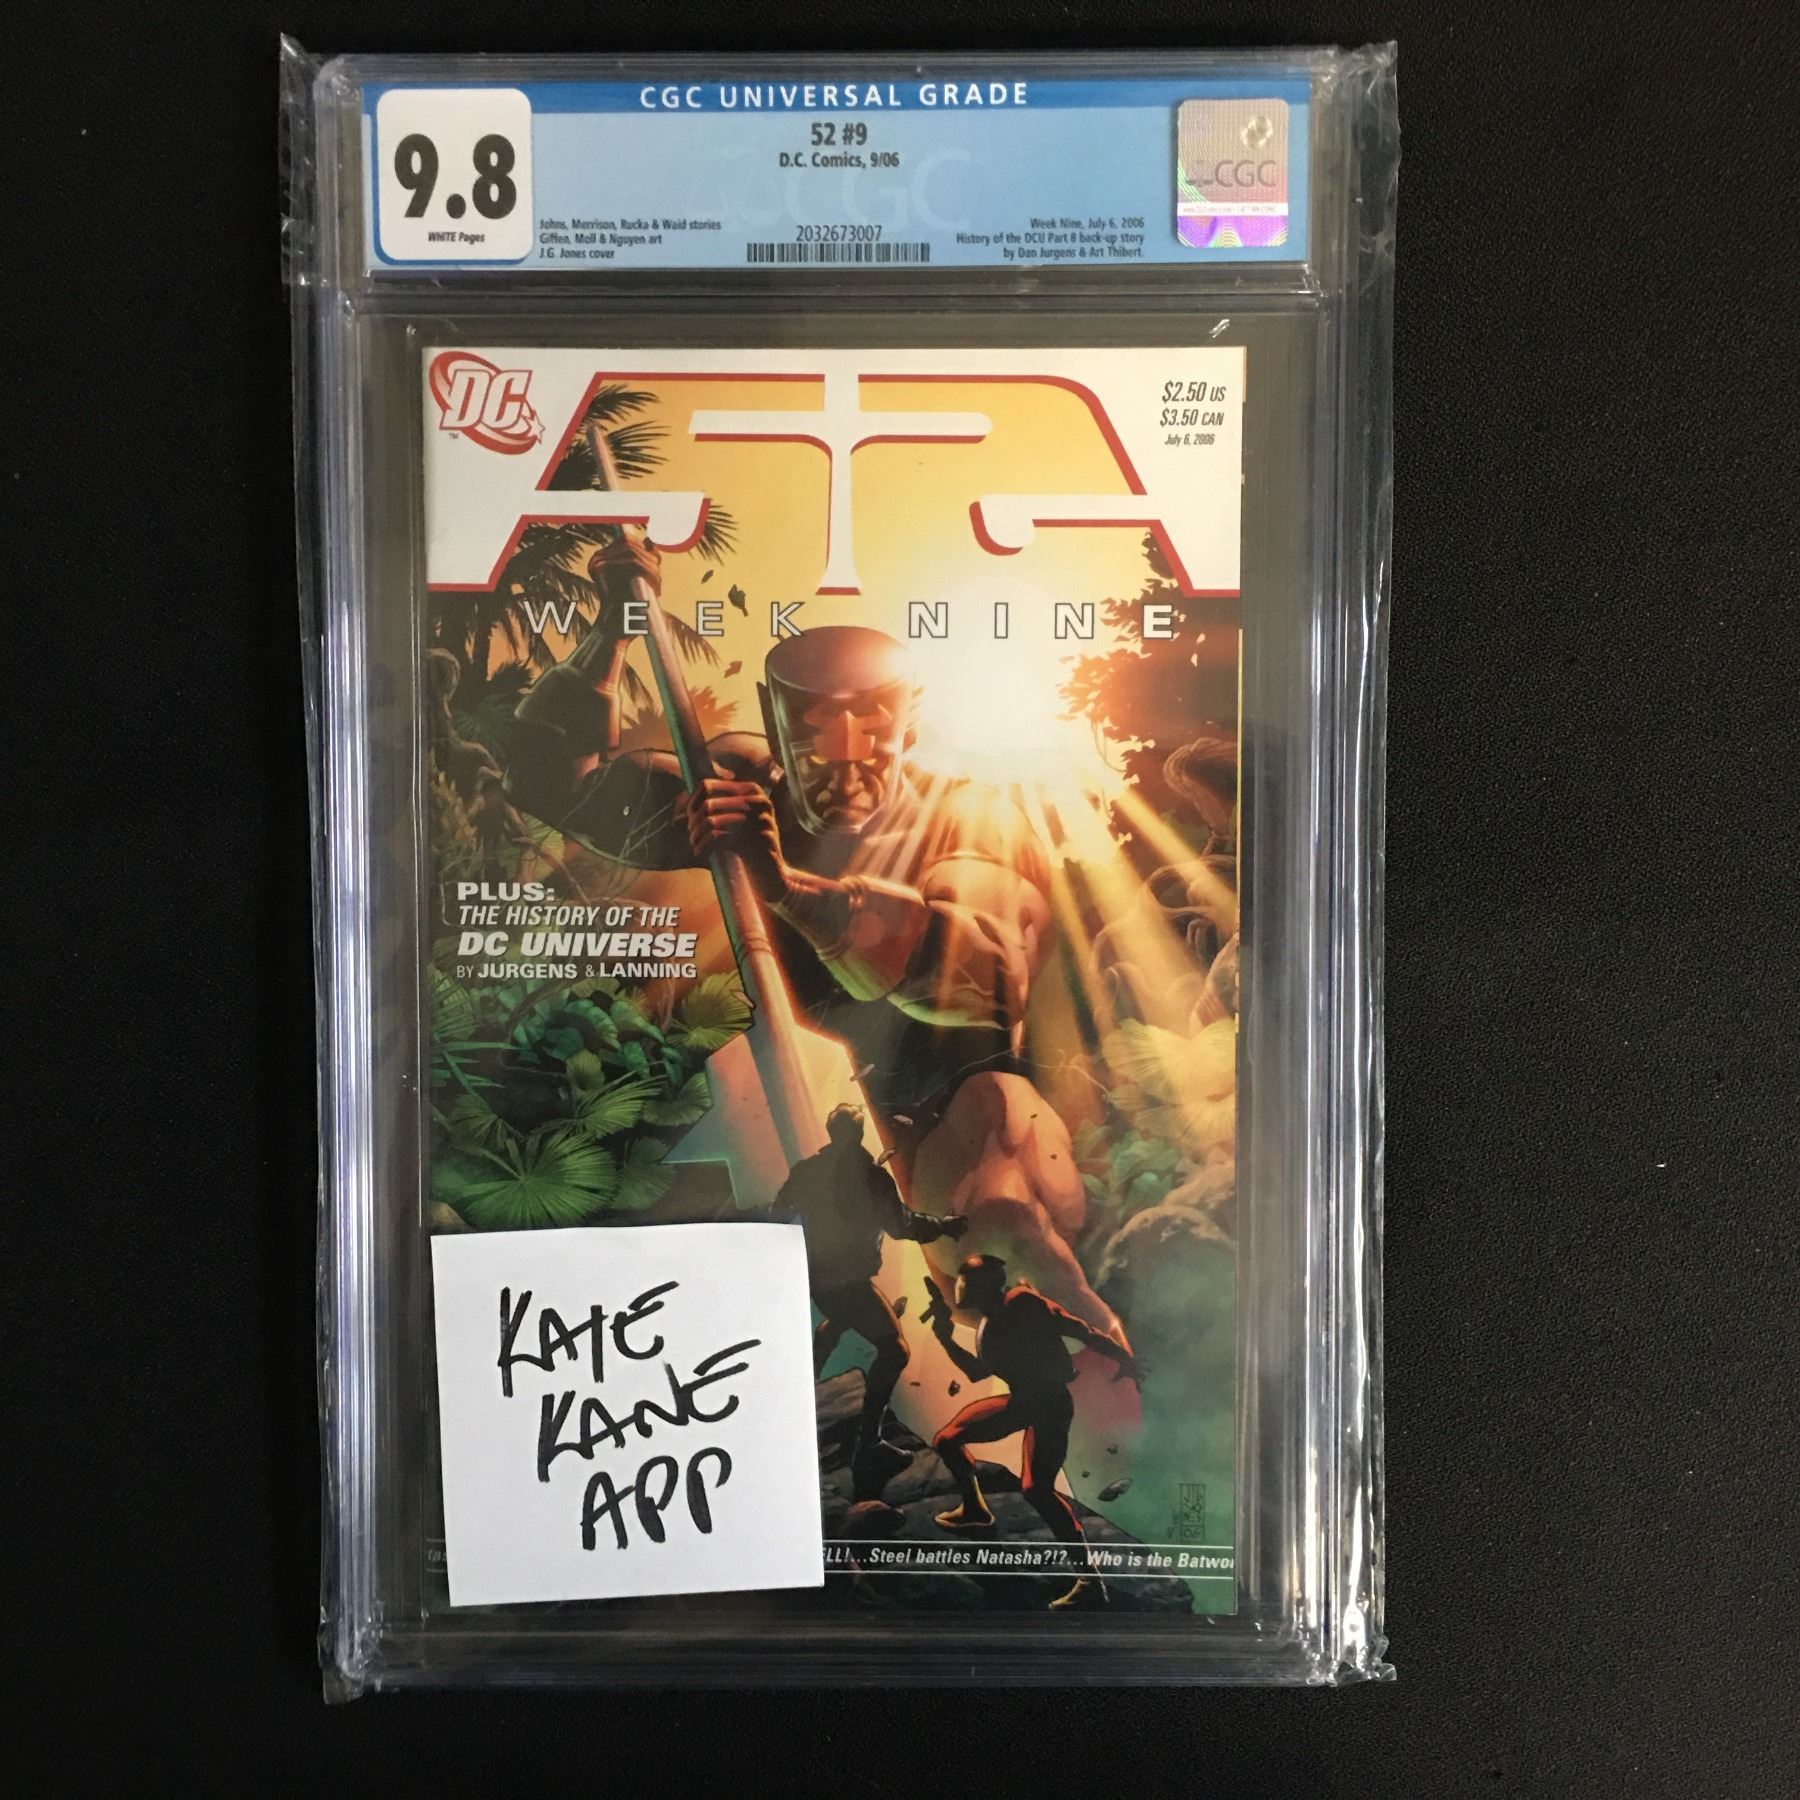 CGC UNIVERSAL GRADE
9.8
WHITE Pages
52 #9
D.C. Comics, 9/06
Johns, Morrison, Rucka & Waid stories
Giffen, Moll & Nguyen art
J.G. Jones cover
2032673007
Week Nine, July 6, 2006
History of the DCU Part 8 back-up story
by Dan Jurgens & Art Thibert.
CGC
DC
TM
52
$2.50 US
$3.50 CAN
July 6, 2006
WEEK NINE
PLUS:
THE HISTORY OF THE
DC UNIVERSE
BY JURGENS & LANNING
KATE
KANE
APP
ELL!...Steel battles Natasha?!?...Who is the Batwo